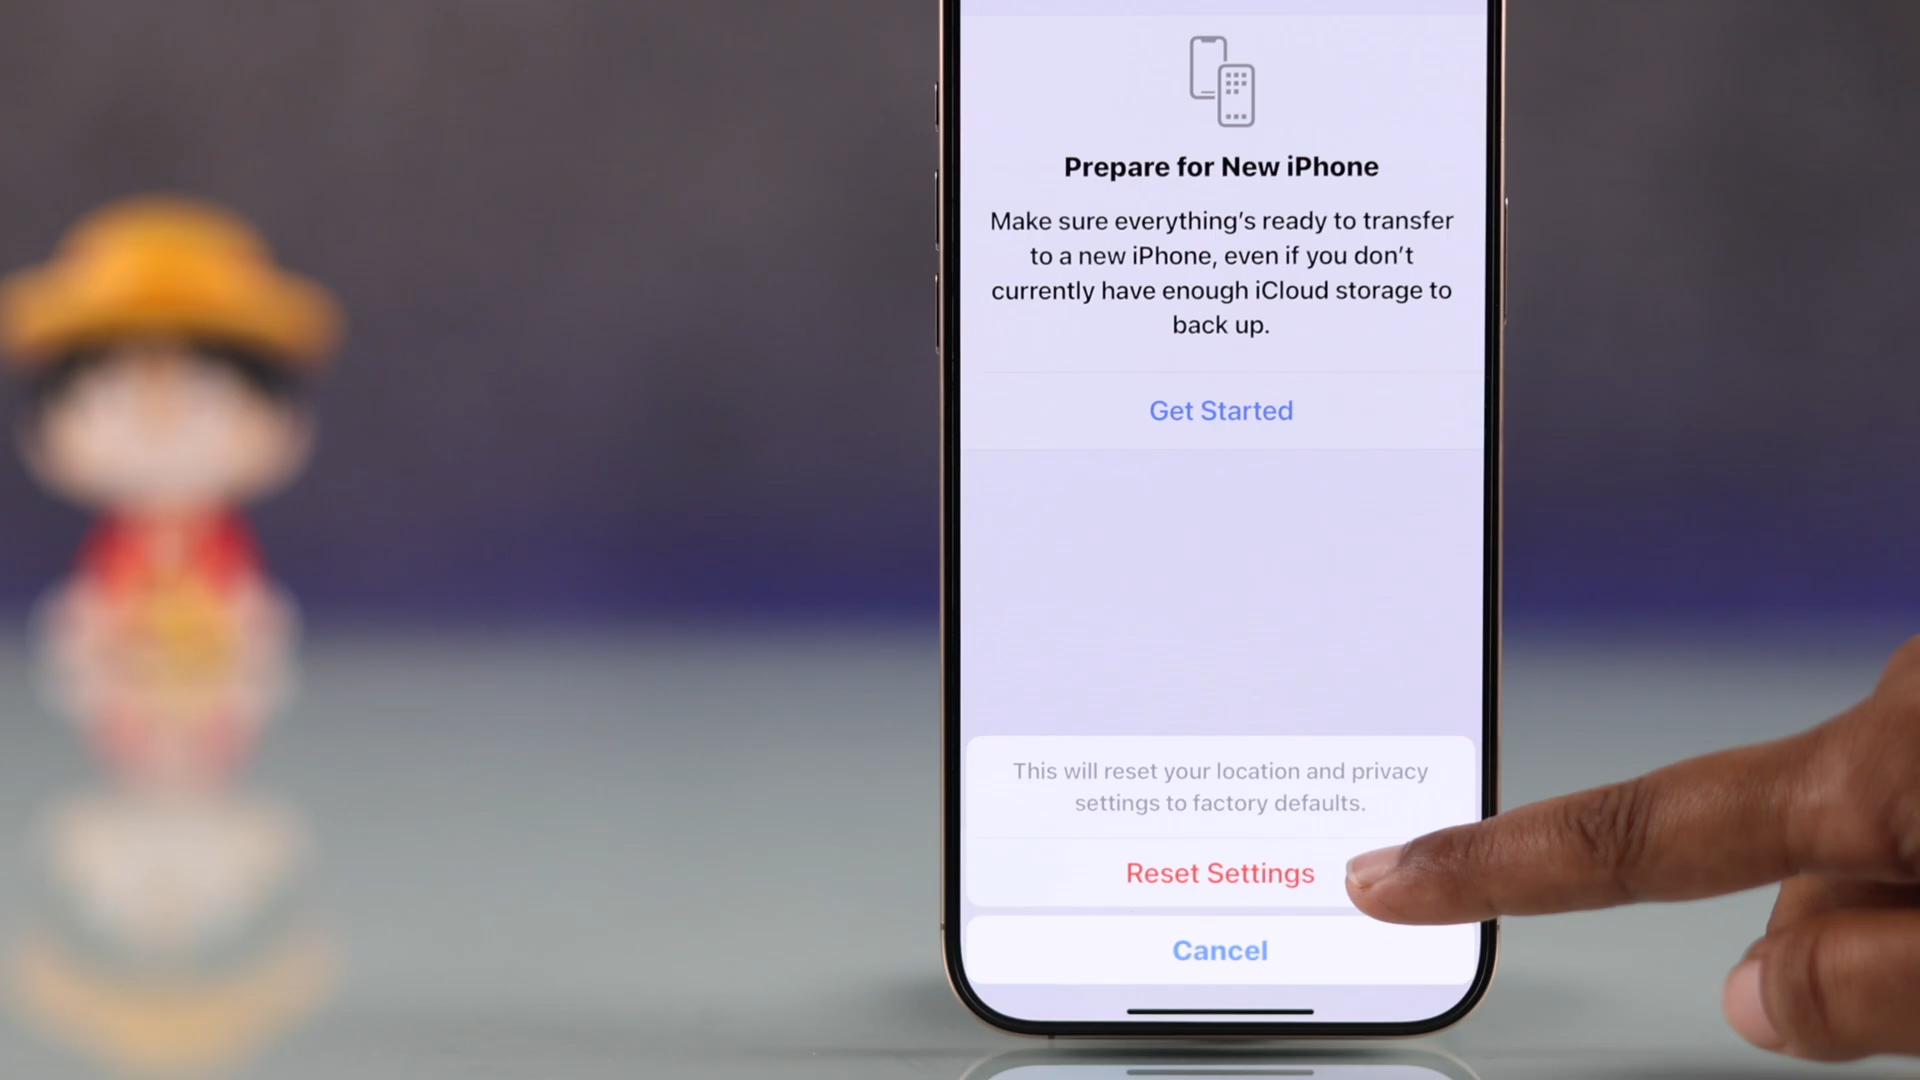 Prepare for New iPhone
Make sure everything’s ready to transfer
to a new iPhone, even if you don’t
currently have enough iCloud storage to
back up.
Get Started
This will reset your location and privacy
settings to factory defaults.
Reset Settings
Cancel